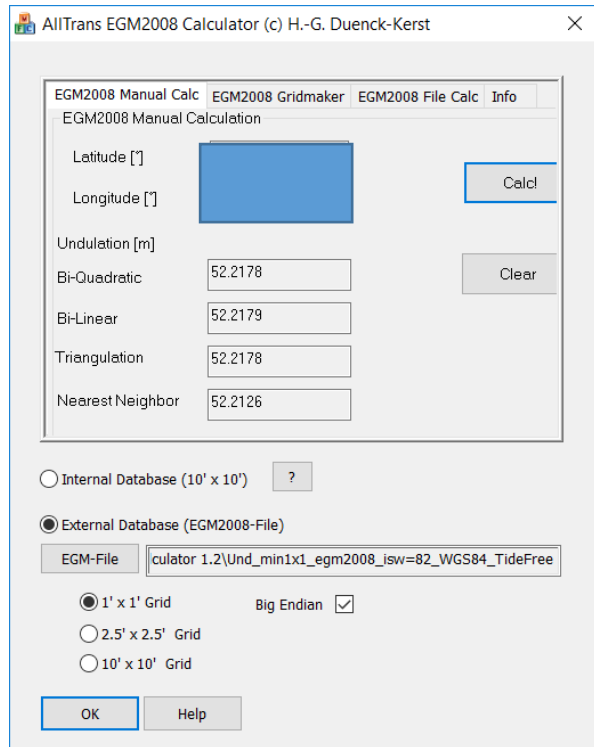 AllTrans EGM2008 Calculator (c) H.-G. Duenck-Kerst
EGM2008 Manual Calc EGM2008 Gridmaker EGM2008 File Calc Info
EGM2008 Manual Calculation
Latitude [°]
Longitude [°]
Calc!
Undulation [m]
Bi-Quadratic 52.2178
Clear
Bi-Linear 52.2179
Triangulation 52.2178
Nearest Neighbor 52.2126
Internal Database (10' x 10') ?
External Database (EGM2008-File)
EGM-File culator 1.2\Und_min1x1_egm2008_isw=82_WGS84_TideFree
1' x 1' Grid Big Endian
2.5' x 2.5' Grid
10' x 10' Grid
OK Help